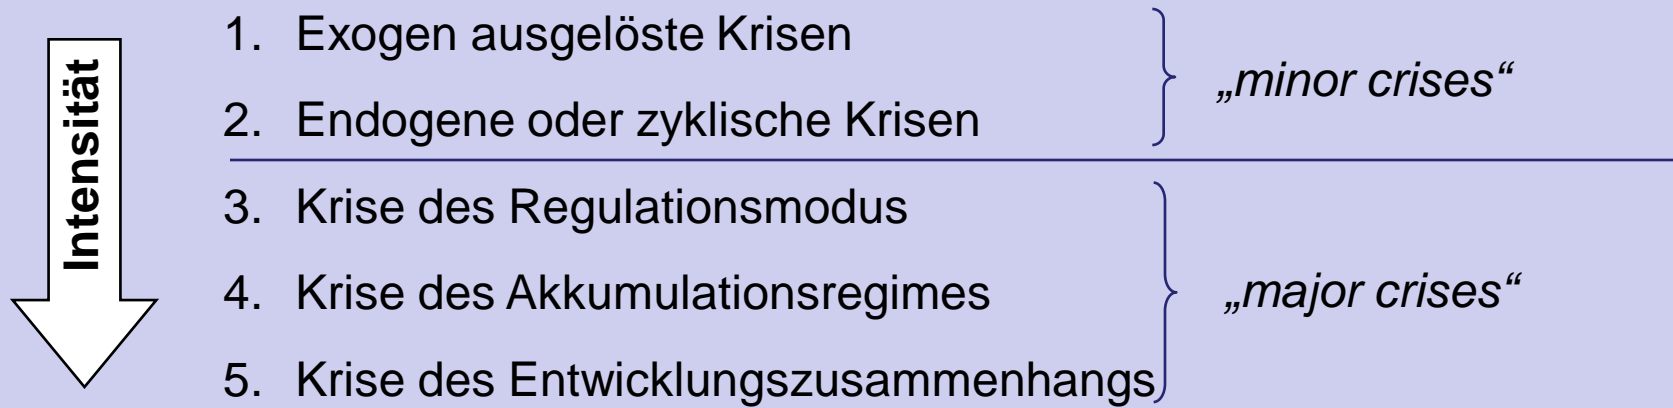 Intensität
1. Exogen ausgelöste Krisen
2. Endogene oder zyklische Krisen
„minor crises“
3. Krise des Regulationsmodus
4. Krise des Akkumulationsregimes
5. Krise des Entwicklungszusammenhangs
„major crises“